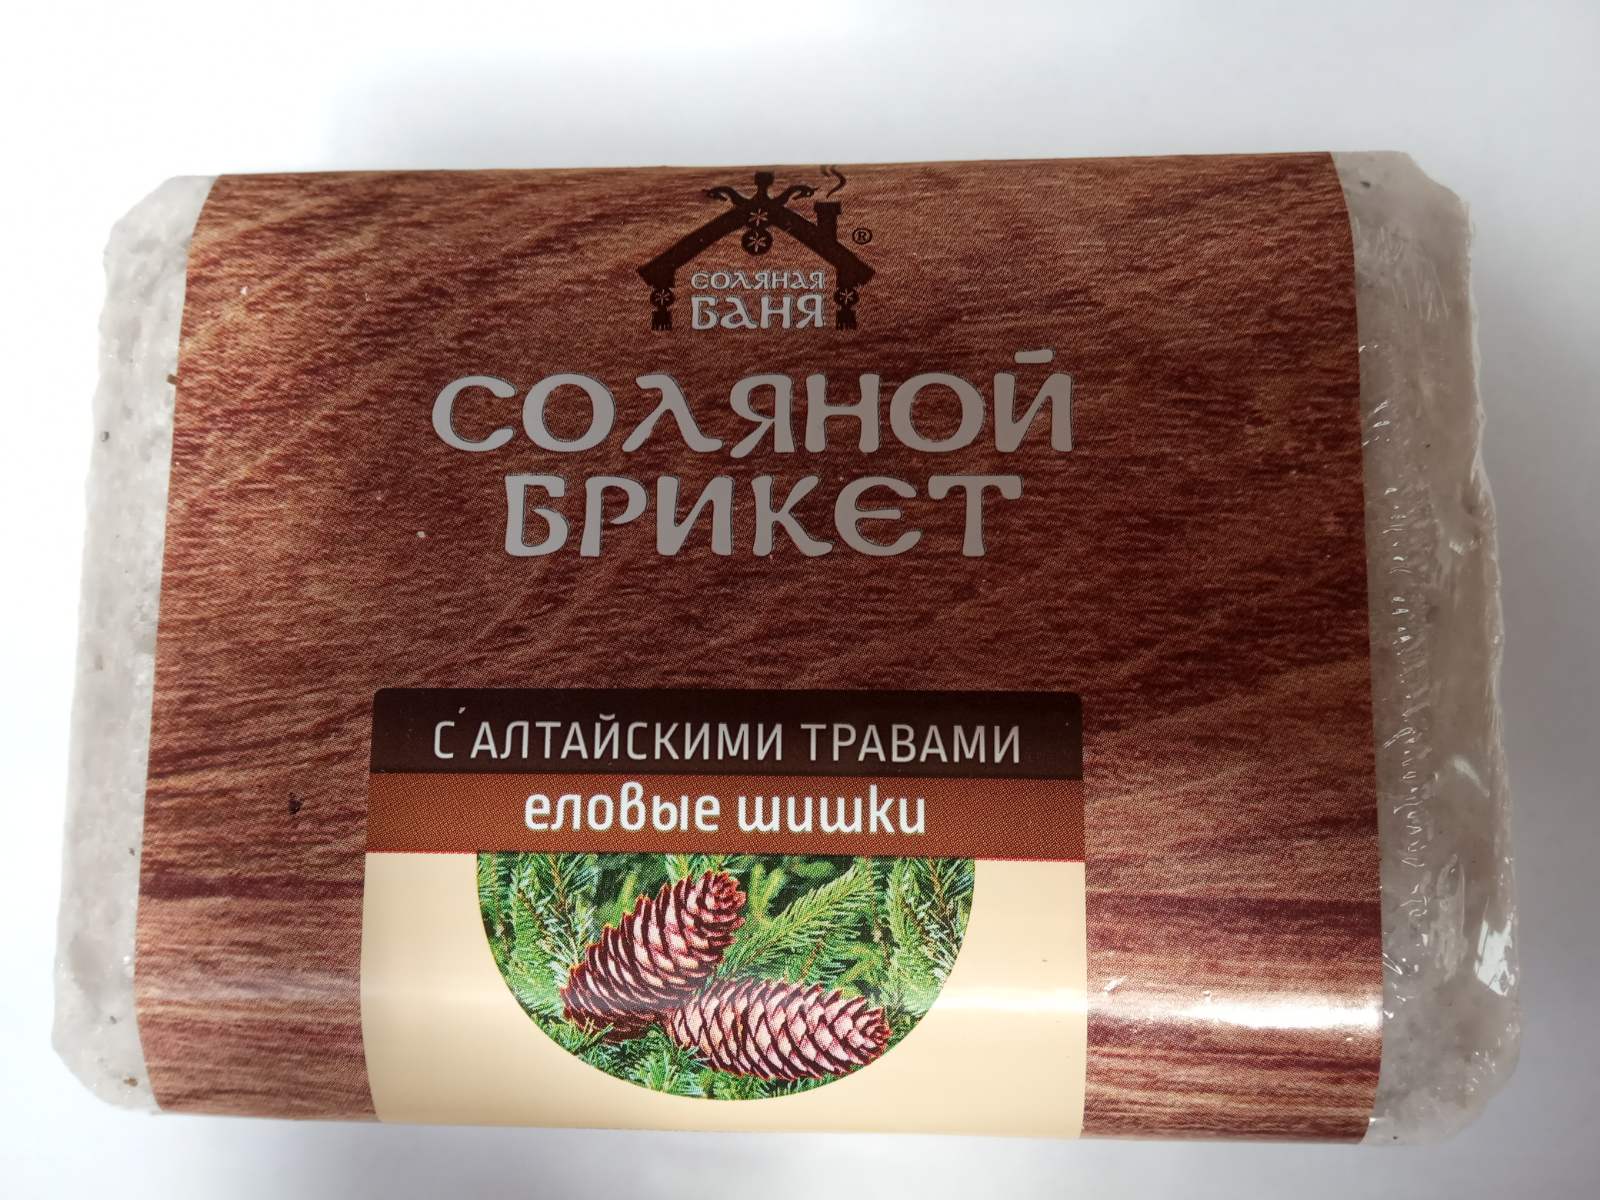 ®
СОЛЯНАЯ
БАНЯ
СОЛЯНОЙ
БРИКЕТ
С АЛТАЙСКИМИ ТРАВАМИ
еловые шишки